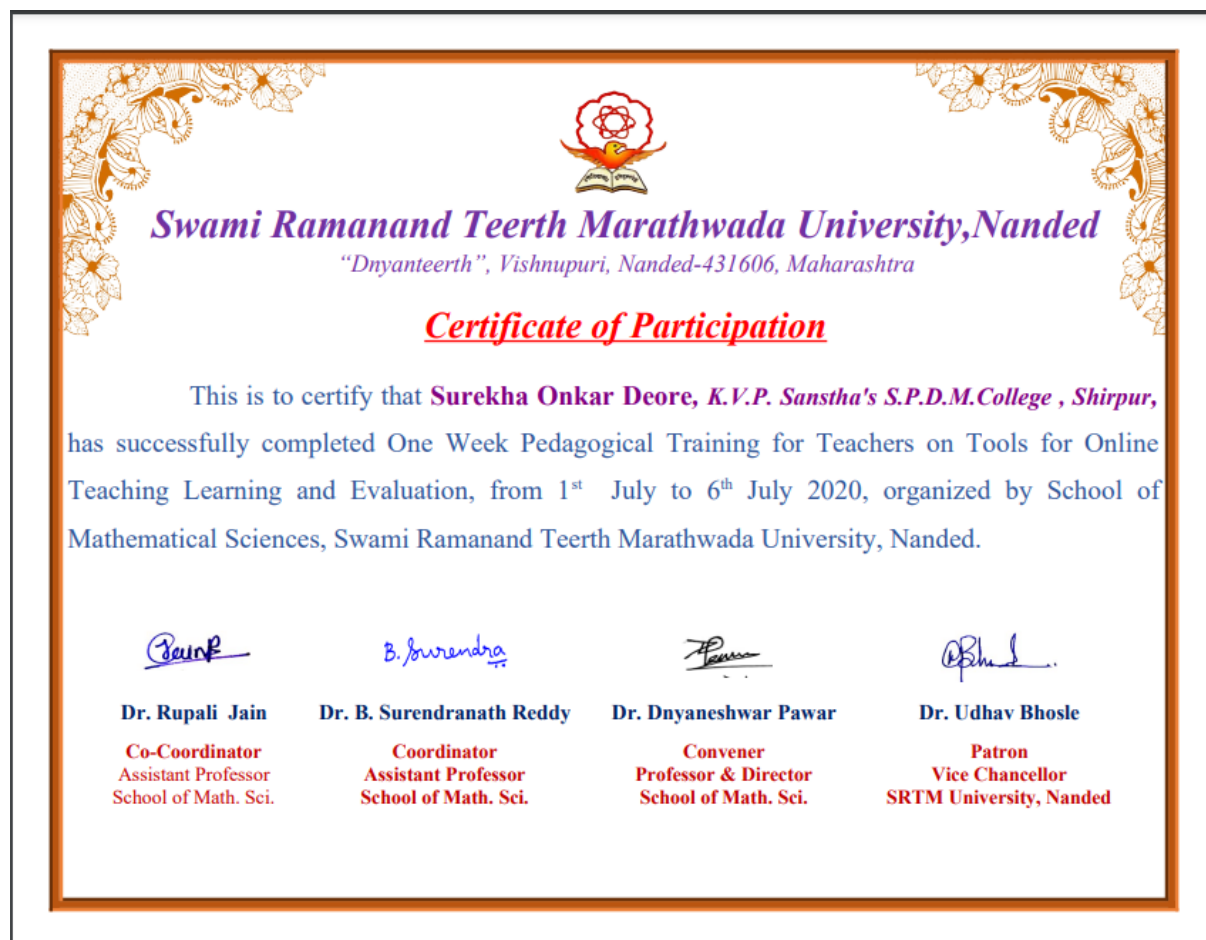 Swami Ramanand Teerth Marathwada University,Nanded
“Dnyanteerth”, Vishnupuri, Nanded-431606, Maharashtra
Certificate of Participation
This is to certify that Surekha Onkar Deore, K.V.P. Sanstha's S.P.D.M.College , Shirpur,
has successfully completed One Week Pedagogical Training for Teachers on Tools for Online
Teaching Learning and Evaluation, from 1st July to 6th July 2020, organized by School of
Mathematical Sciences, Swami Ramanand Teerth Marathwada University, Nanded.
B. Surendra
Dr. Rupali Jain Dr. B. Surendranath Reddy Dr. Dnyaneshwar Pawar Dr. Udhav Bhosle
Co-Coordinator Coordinator Convener Patron
Assistant Professor Assistant Professor Professor & Director Vice Chancellor
School of Math. Sci. School of Math. Sci. School of Math. Sci. SRTM University, Nanded